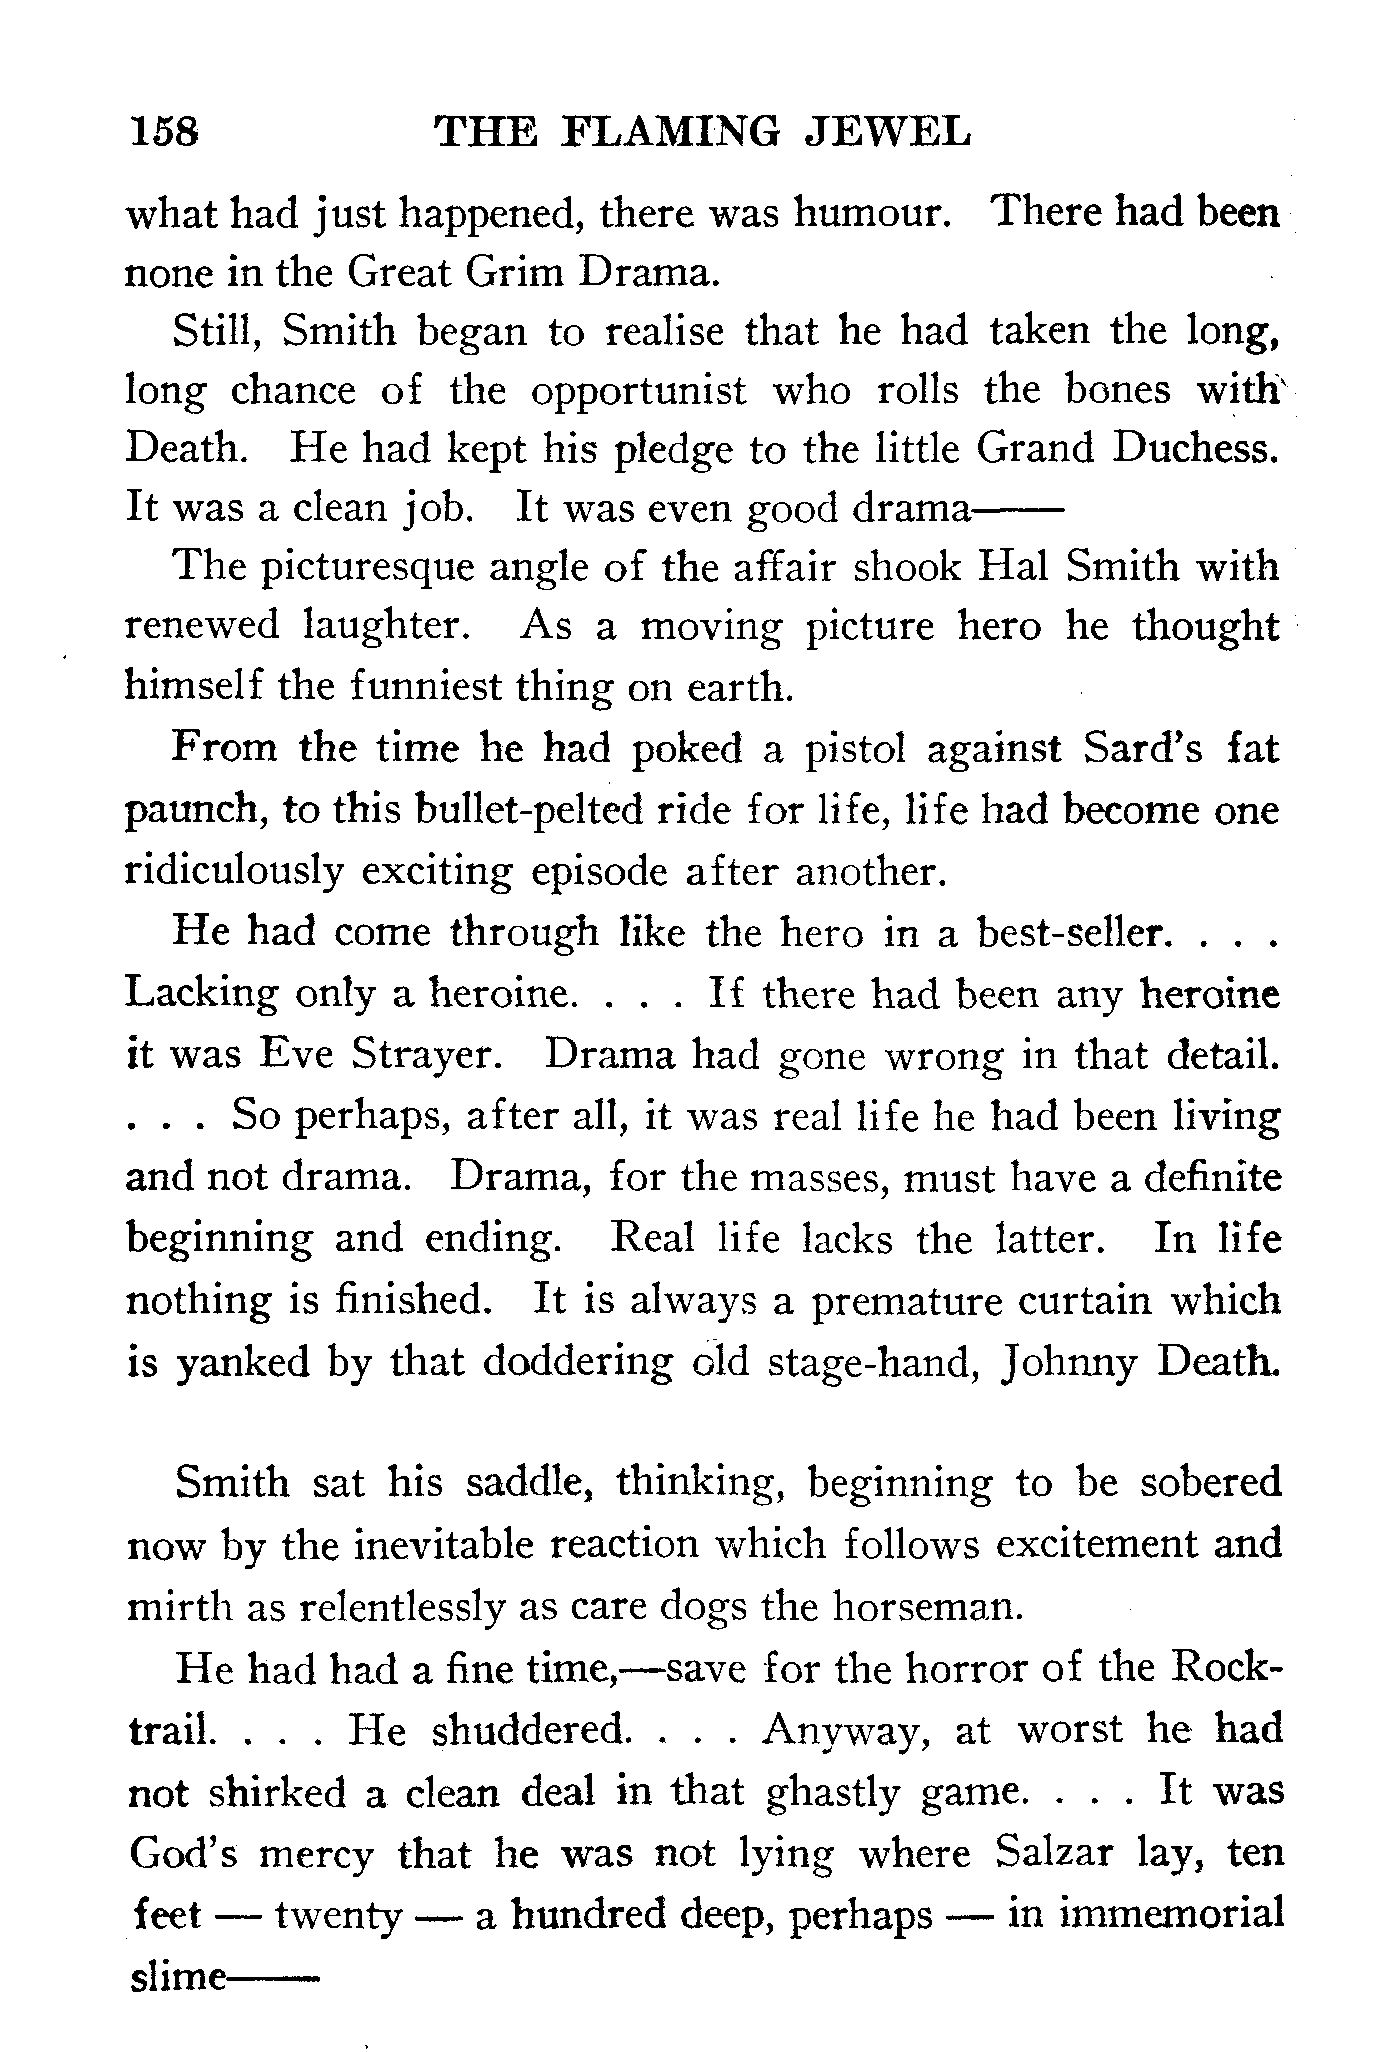 158 THE FLAMING JEWEL
what had just happened, there was humour. There had been
none in the Great Grim Drama.
Still, Smith began to realise that he had taken the long,
long chance of the opportunist who rolls the bones with
Death. He had kept his pledge to the little Grand Duchess.
It was a clean job. It was even good drama——
The picturesque angle of the affair shook Hal Smith with
renewed laughter. As a moving picture hero he thought
himself the funniest thing on earth.
From the time he had poked a pistol against Sard's fat
paunch, to this bullet-pelted ride for life, life had become one
ridiculously exciting episode after another.
He had come through like the hero in a best-seller. . . .
Lacking only a heroine. . . . If there had been any heroine
it was Eve Strayer. Drama had gone wrong in that detail.
. . . So perhaps, after all, it was real life he had been living
and not drama. Drama, for the masses, must have a definite
beginning and ending. Real life lacks the latter. In life
nothing is finished. It is always a premature curtain which
is yanked by that doddering old stage-hand, Johnny Death.
Smith sat his saddle, thinking, beginning to be sobered
now by the inevitable reaction which follows excitement and
mirth as relentlessly as care dogs the horseman.
He had had a fine time,—save for the horror of the Rock-
trail. . . . He shuddered. . . . Anyway, at worst he had
not shirked a clean deal in that ghastly game. . . . It was
God's mercy that he was not lying where Salzar lay, ten
feet — twenty — a hundred deep, perhaps — in immemorial
slime——